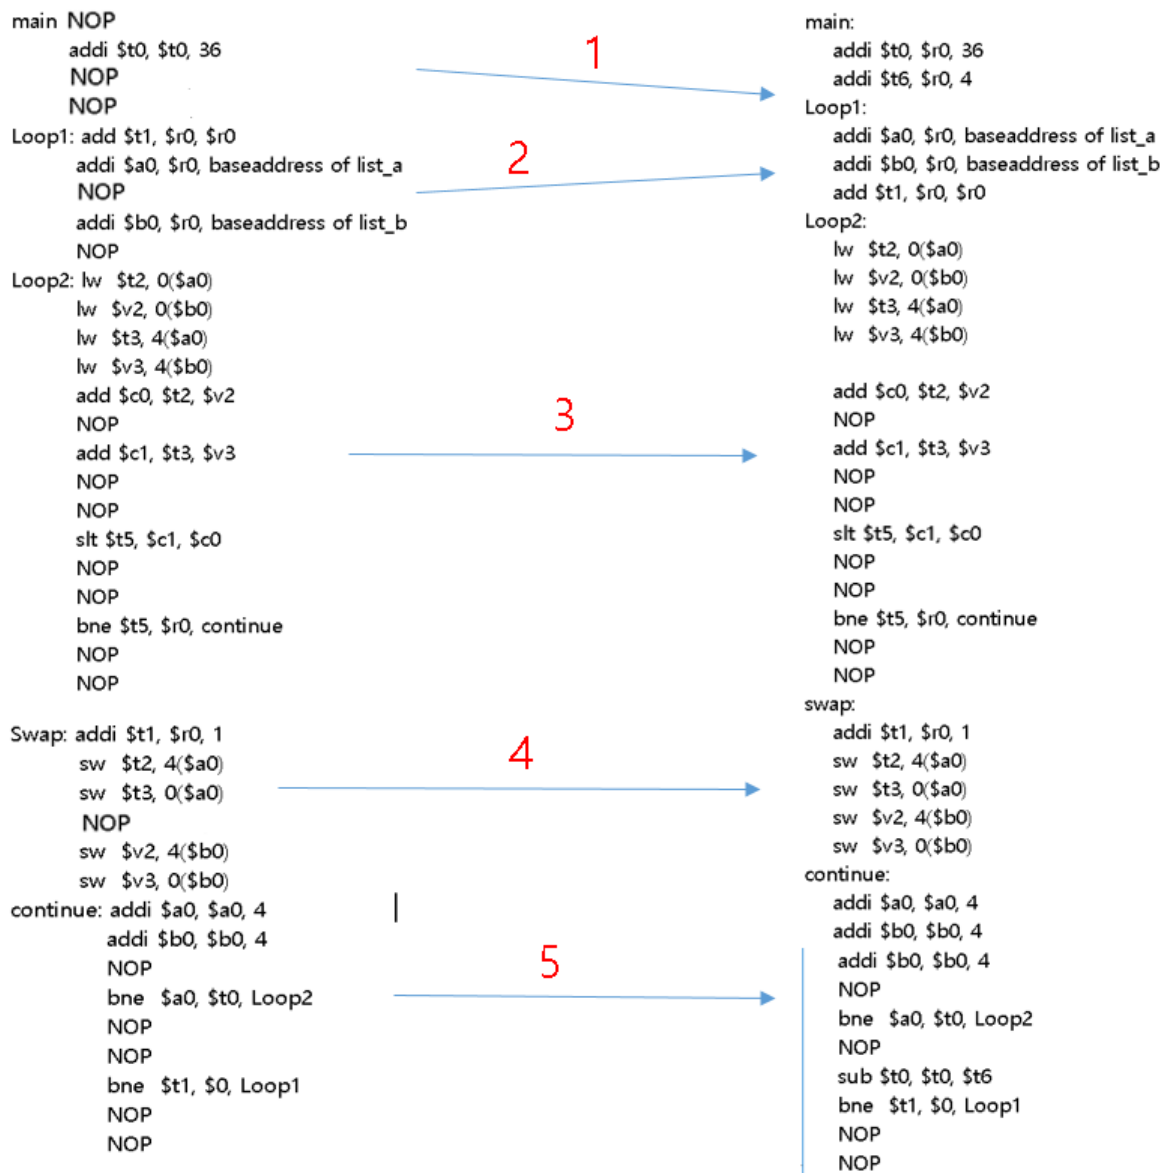 main NOP
addi $t0, $t0, 36
NOP
NOP
Loop1: add $t1, $r0, $r0
addi $a0, $r0, baseaddress of list_a
NOP
addi $b0, $r0, baseaddress of list_b
NOP
Loop2: lw $t2, 0($a0)
lw $v2, 0($b0)
lw $t3, 4($a0)
lw $v3, 4($b0)
add $c0, $t2, $v2
NOP
add $c1, $t3, $v3
NOP
NOP
slt $t5, $c1, $c0
NOP
NOP
bne $t5, $r0, continue
NOP
NOP
Swap: addi $t1, $r0, 1
sw $t2, 4($a0)
sw $t3, 0($a0)
NOP
sw $v2, 4($b0)
sw $v3, 0($b0)
continue: addi $a0, $a0, 4
addi $b0, $b0, 4
NOP
bne $a0, $t0, Loop2
NOP
NOP
bne $t1, $0, Loop1
NOP
NOP
1
2
3
4
5
main:
addi $t0, $r0, 36
addi $t6, $r0, 4
Loop1:
addi $a0, $r0, baseaddress of list_a
addi $b0, $r0, baseaddress of list_b
add $t1, $r0, $r0
Loop2:
lw $t2, 0($a0)
lw $v2, 0($b0)
lw $t3, 4($a0)
lw $v3, 4($b0)
add $c0, $t2, $v2
NOP
add $c1, $t3, $v3
NOP
NOP
slt $t5, $c1, $c0
NOP
NOP
bne $t5, $r0, continue
NOP
NOP
swap:
addi $t1, $r0, 1
sw $t2, 4($a0)
sw $t3, 0($a0)
sw $v2, 4($b0)
sw $v3, 0($b0)
continue:
addi $a0, $a0, 4
addi $b0, $b0, 4
addi $b0, $b0, 4
NOP
bne $a0, $t0, Loop2
NOP
sub $t0, $t0, $t6
bne $t1, $0, Loop1
NOP
NOP